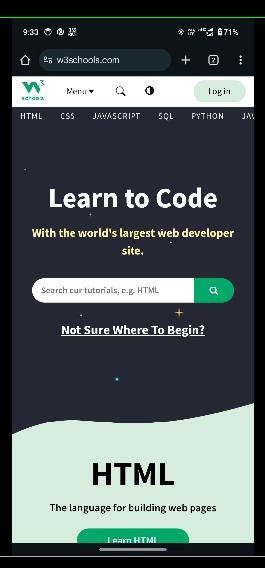 9:33
71%
w3schools.com
2
W3
schools
Menu
Log in
HTML CSS JAVASCRIPT SQL PYTHON JAV
Learn to Code
With the world's largest web developer
site.
Search our tutorials, e.g. HTML
Not Sure Where To Begin?
HTML
The language for building web pages
Learn HTML